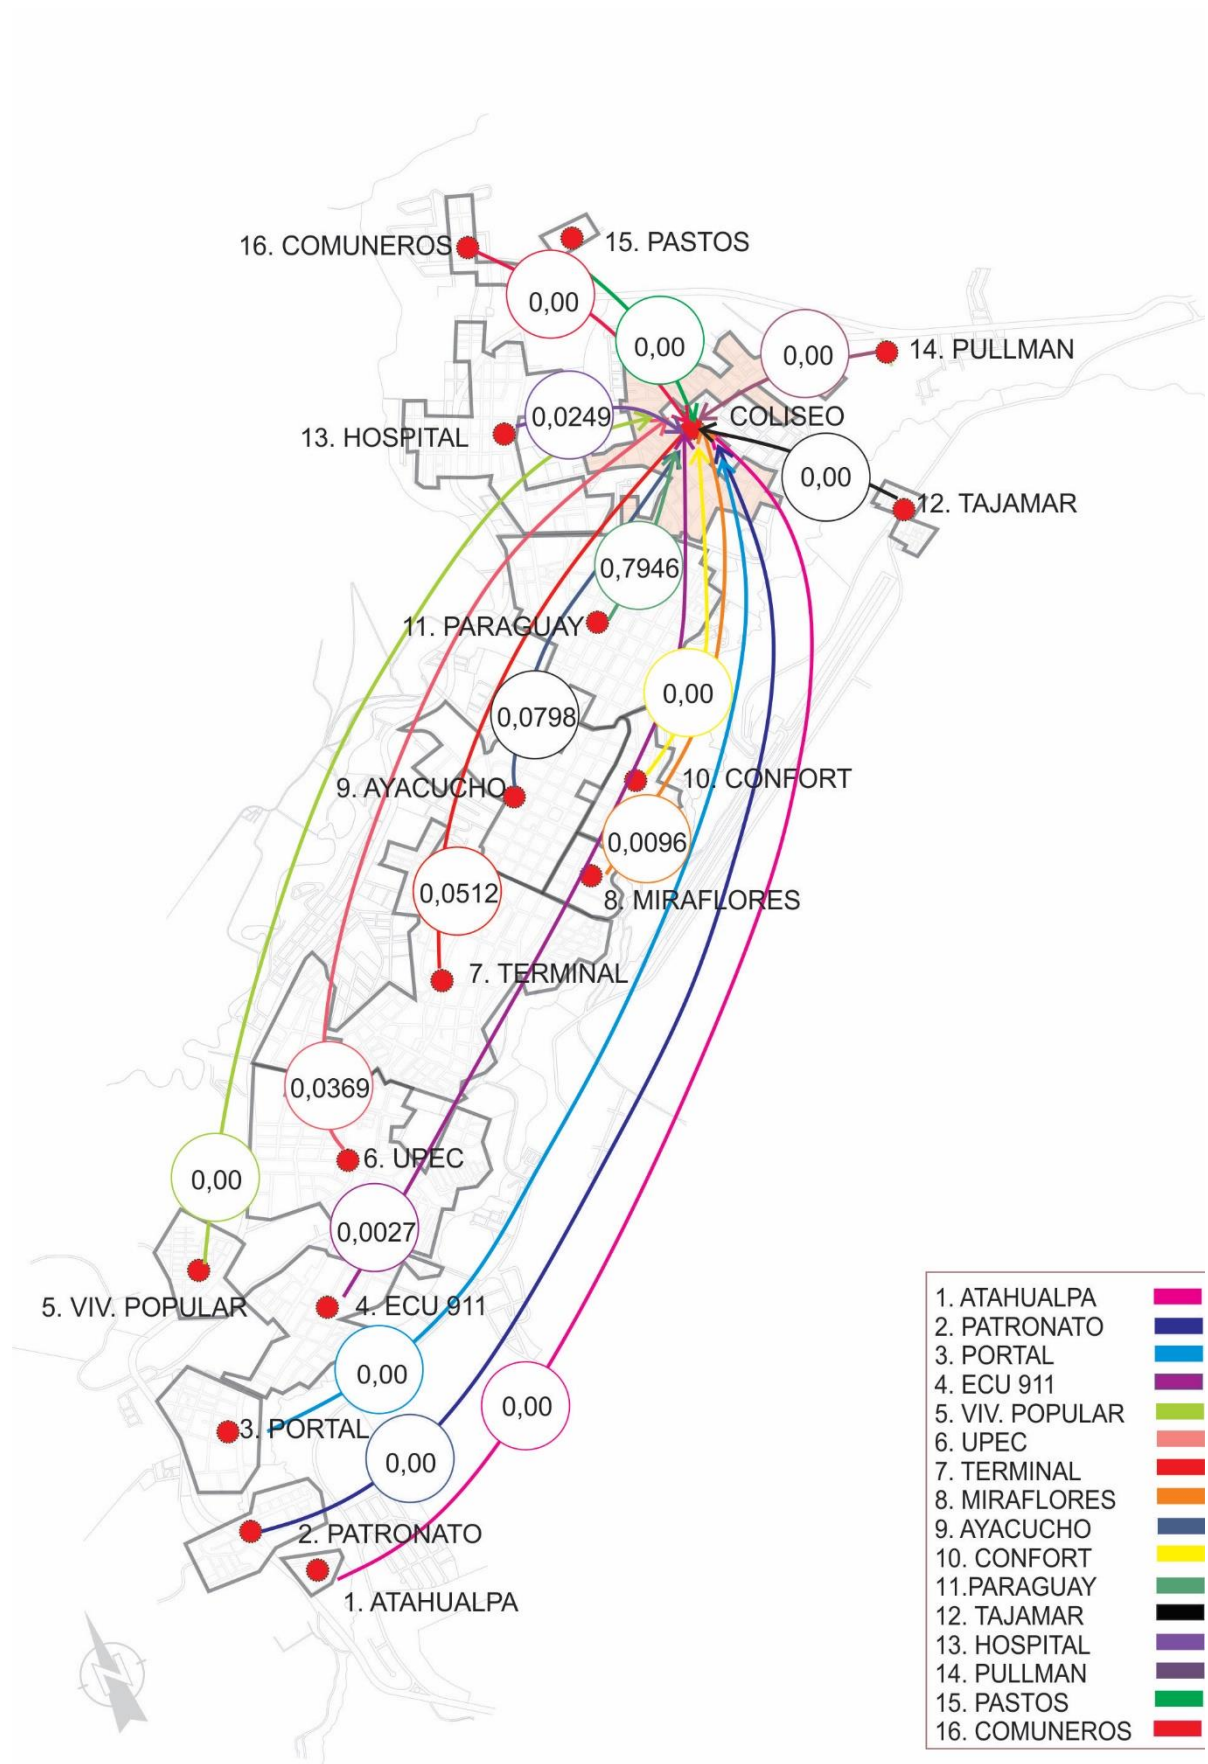 16. COMUNEROS
15. PASTOS
0,00
0,00
0,00
14. PULLMAN
0,0249
COLISEO
13. HOSPITAL
0,00
12. TAJAMAR
0,7946
11. PARAGUAY
0,00
0,0798
10. CONFORT
9. AYACUCHO
0,0096
0,0512
8. MIRAFLORES
7. TERMINAL
0,0369
6. UPEC
0,00
0,0027
5. VIV. POPULAR
4. ECU 911
0,00
0,00
3. PORTAL
0,00
2. PATRONATO
1. ATAHUALPA
1. ATAHUALPA
2. PATRONATO
3. PORTAL
4. ECU 911
5. VIV. POPULAR
6. UPEC
7. TERMINAL
8. MIRAFLORES
9. AYACUCHO
10. CONFORT
11.PARAGUAY
12. TAJAMAR
13. HOSPITAL
14. PULLMAN
15. PASTOS
16. COMUNEROS